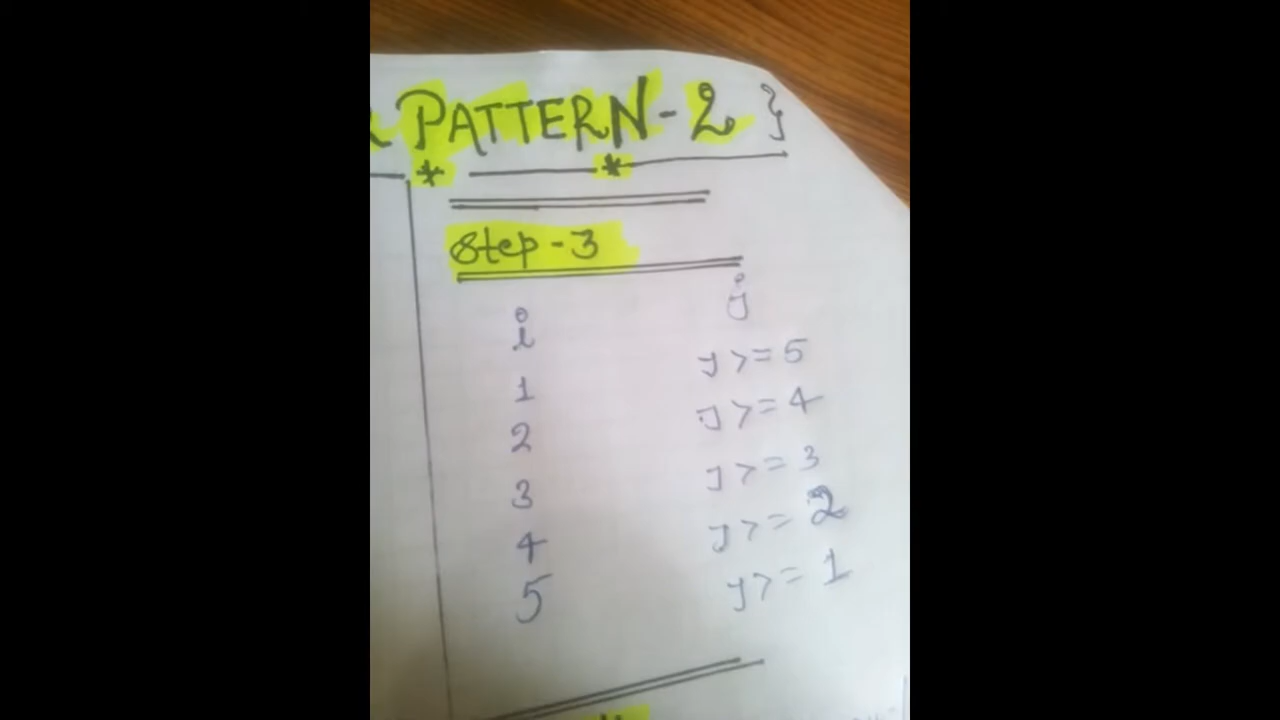 PATTERN-2 }
* *
Step-3
i j
1 j >= 5
2 j >= 4
3 j >= 3
4 j >= 2
5 j >= 1